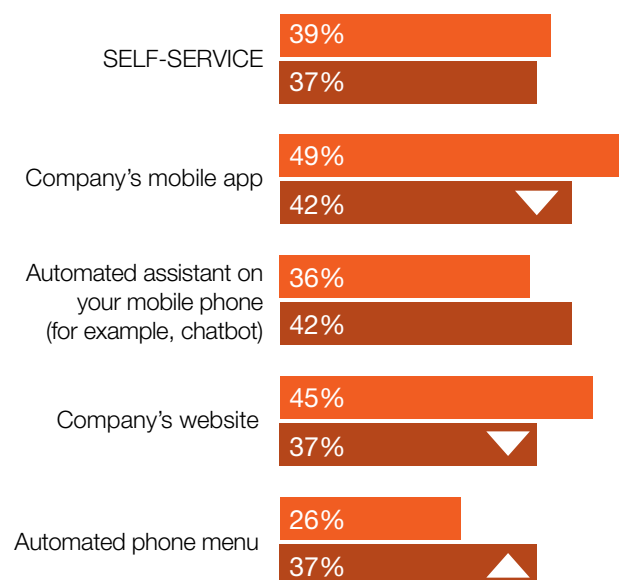 39%
SELF-SERVICE
37%
49%
Company’s mobile app
42%
Automated assistant on
your mobile phone
(for example, chatbot)
36%
42%
45%
Company’s website
37%
26%
Automated phone menu
37%